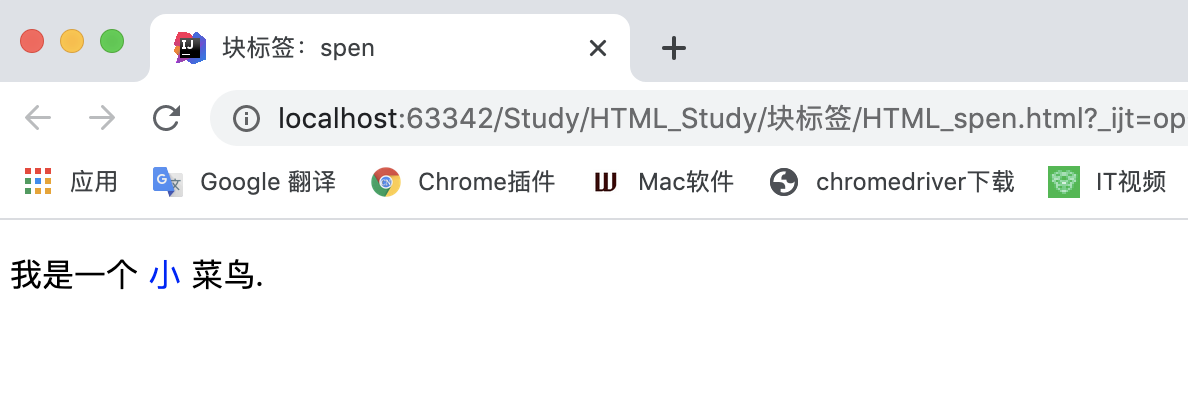 块标签：spen
localhost:63342/Study/HTML_Study/块标签/HTML_spen.html?_ijt=op
应用 Google 翻译 Chrome插件 Mac软件 chromedriver下载 IT视频
我是一个 小 菜鸟.